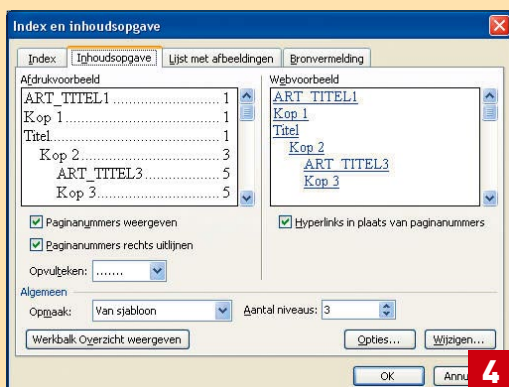 Index en inhoudsopgave
Index
Inhoudsopgave
Lijst met afbeeldingen
Bronvermelding
Afdrukvoorbeeld
ART_TITEL1.................... 1
Kop 1............................ 1
Titel............................... 1
Kop 2......................... 3
ART_TITEL3............. 5
Kop 3..................... 5
Webvoorbeeld
ART_TITEL1
Kop 1
Titel
Kop 2
ART_TITEL3
Kop 3
Paginanummers weergeven
Paginanummers rechts uitlijnen
Hyperlinks in plaats van paginanummers
Opvulteken: .......
Algemeen
Opmaak: Van sjabloon
Aantal niveaus: 3
Werkbalk Overzicht weergeven
Opties...
Wijzigen...
OK
4